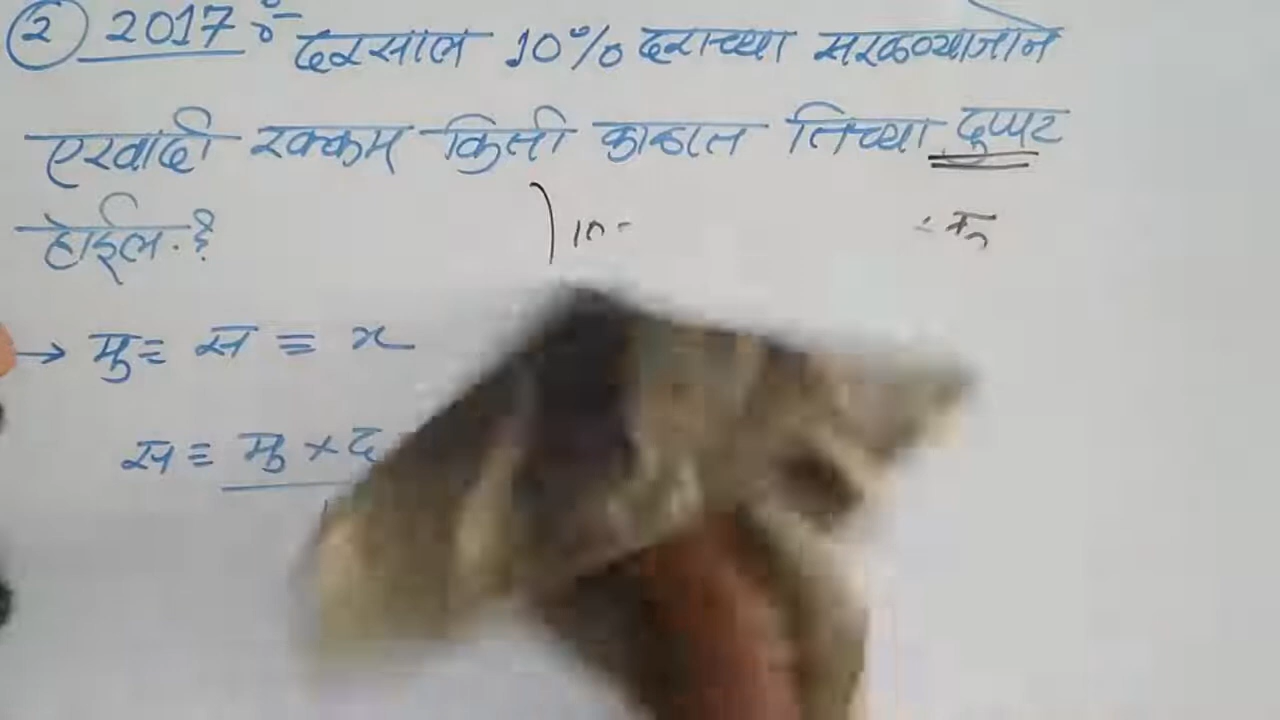 ② 2017 :- दरसाल 10% दराच्या सरळव्याजाने
एखादी रक्कम किती काळात तिच्या दुप्पट
होईल.?
→ मु = स = x
स = मु × द